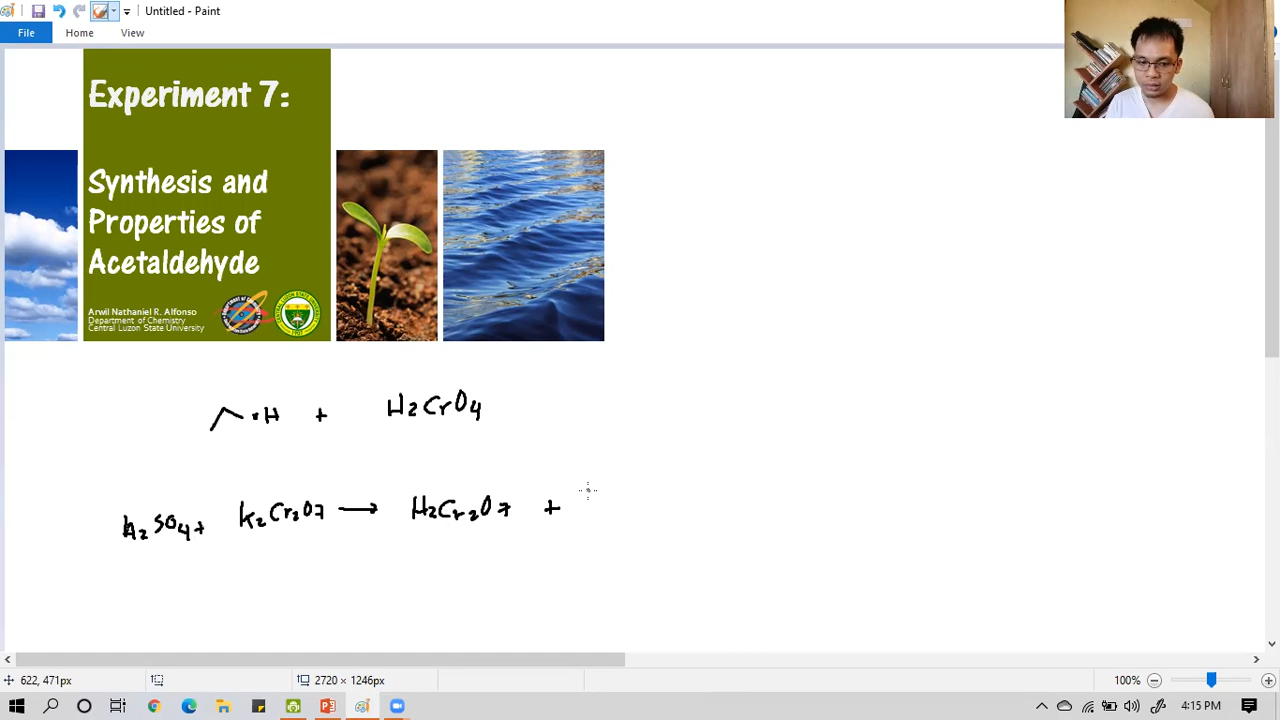 Untitled - Paint
File Home View
Experiment 7:
Synthesis and
Properties of
Acetaldehyde
Arwil Nathaniel R. Alfonso
Department of Chemistry
Central Luzon State University
H + H2CrO4
H2SO4 + K2Cr2O7 → H2Cr2O7 +
622, 471px
2720 × 1246px
100%
4:15 PM